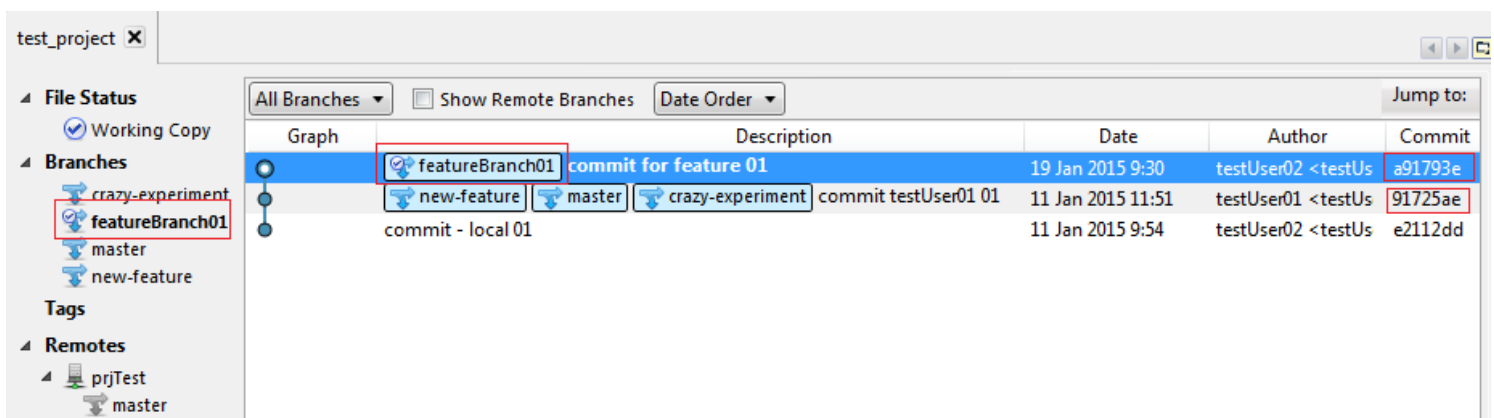 test_project
File Status
Working Copy
Branches
crazy-experiment
featureBranch01
master
new-feature
Tags
Remotes
prjTest
master
All Branches Show Remote Branches Date Order Jump to:
Graph Description Date Author Commit
featureBranch01 commit for feature 01 19 Jan 2015 9:30 testUser02 <testUs a91793e
new-feature master crazy-experiment commit testUser01 01 11 Jan 2015 11:51 testUser01 <testUs 91725ae
commit - local 01 11 Jan 2015 9:54 testUser02 <testUs e2112dd